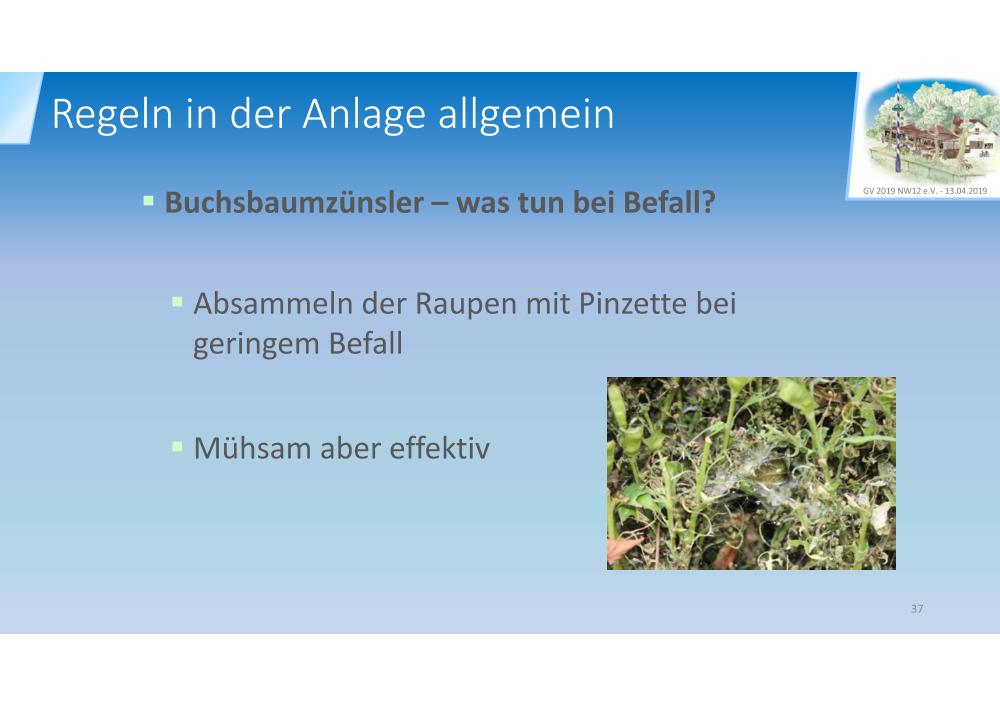 Regeln in der Anlage allgemein
GV 2019 NW12 e.V. - 13.04.2019
Buchsbaumzünsler – was tun bei Befall?
Absammeln der Raupen mit Pinzette bei
geringem Befall
Mühsam aber effektiv
37